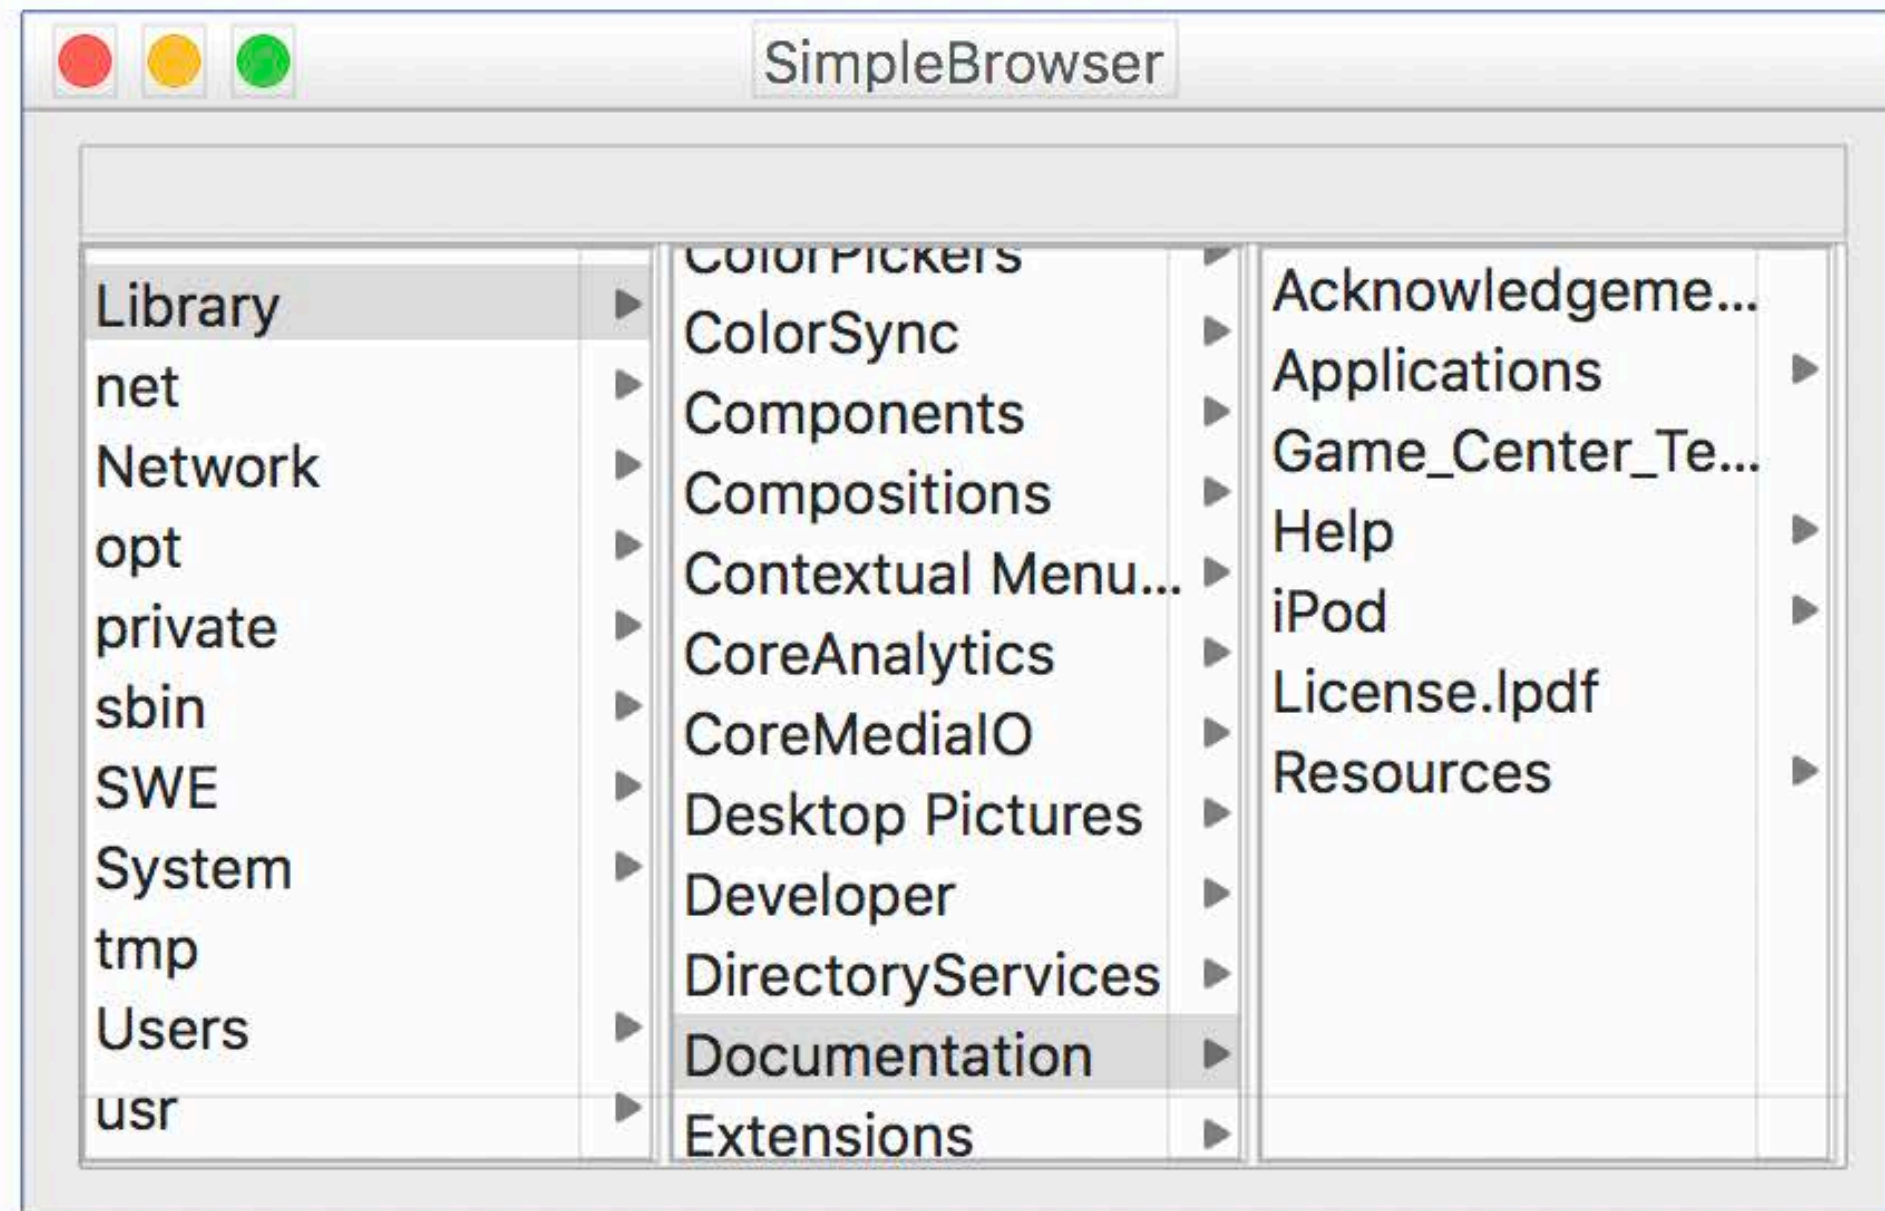 SimpleBrowser
Library
net
Network
opt
private
sbin
SWE
System
tmp
Users
usr
ColorPickers
ColorSync
Components
Compositions
Contextual Menu...
CoreAnalytics
CoreMediaIO
Desktop Pictures
Developer
DirectoryServices
Documentation
Extensions
Acknowledgeme...
Applications
Game_Center_Te...
Help
iPod
License.lpdf
Resources